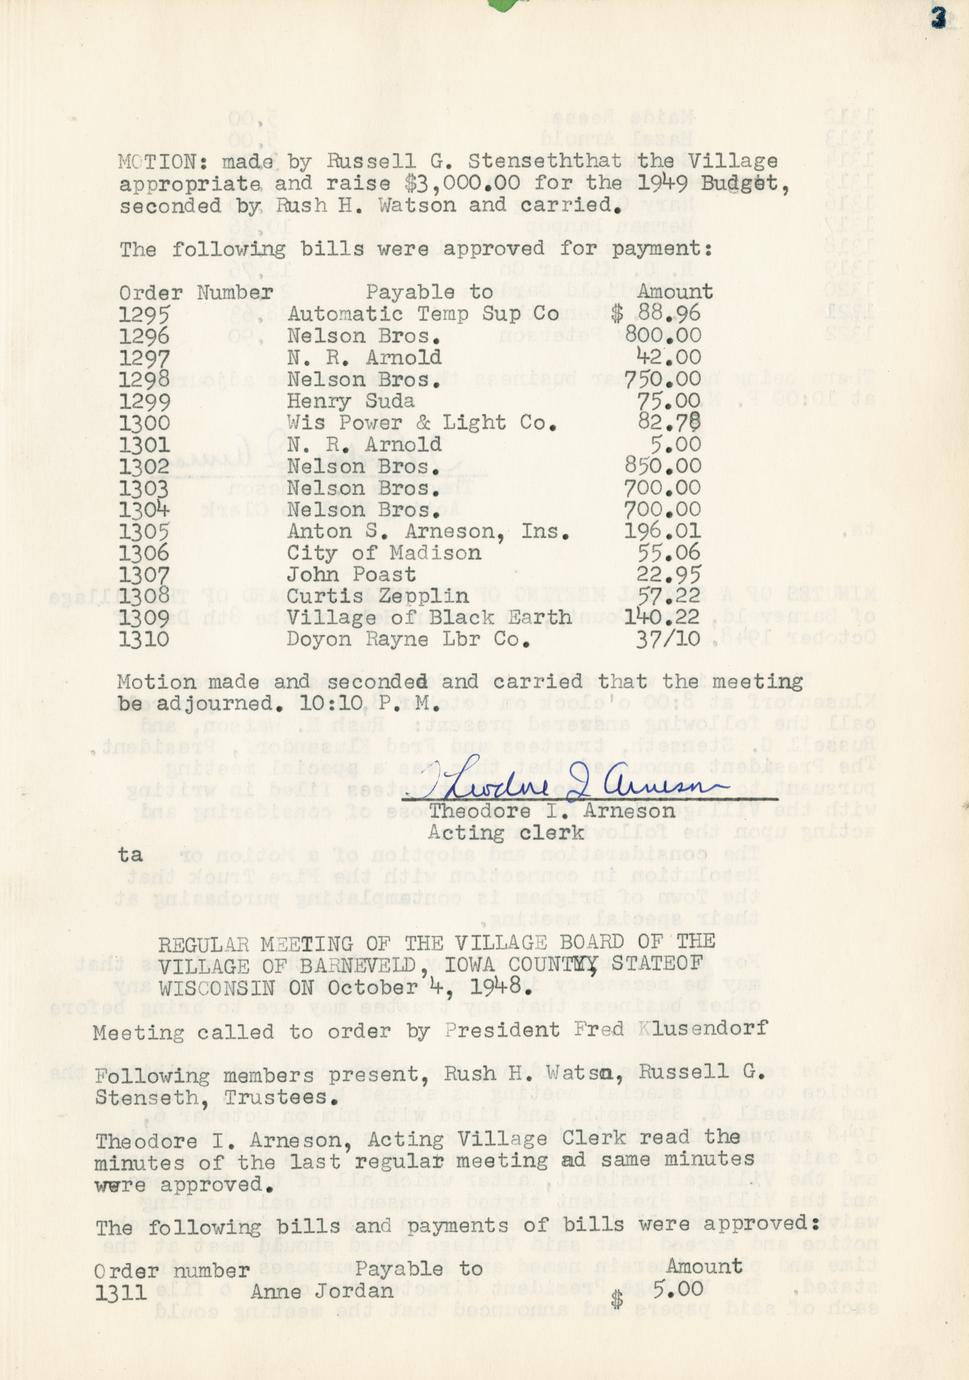 3
MOTION: made by Russell G. Stenseththat the Village
appropriate and raise $3,000.00 for the 1949 Budget,
seconded by Rush H. Watson and carried.
The following bills were approved for payment:
Order Number Payable to Amount
1295 Automatic Temp Sup Co $ 88.96
1296 Nelson Bros. 800.00
1297 N. R. Arnold 42.00
1298 Nelson Bros. 750.00
1299 Henry Suda 75.00
1300 Wis Power & Light Co. 82.78
1301 N. R. Arnold 5.00
1302 Nelson Bros. 850.00
1303 Nelson Bros. 700.00
1304 Nelson Bros. 700.00
1305 Anton S. Arneson, Ins. 196.01
1306 City of Madison 55.06
1307 John Poast 22.95
1308 Curtis Zepplin 57.22
1309 Village of Black Earth 140.22
1310 Doyon Rayne Lbr Co. 37/10
Motion made and seconded and carried that the meeting
be adjourned. 10:10 P. M.
Theodore I Arneson
Theodore I. Arneson
Acting clerk
ta
REGULAR MEETING OF THE VILLAGE BOARD OF THE
VILLAGE OF BARNEVELD, IOWA COUNTY, STATEOF
WISCONSIN ON October 4, 1948.
Meeting called to order by President Fred Klusendorf
Following members present, Rush H. Watsn, Russell G.
Stenseth, Trustees.
Theodore I. Arneson, Acting Village Clerk read the
minutes of the last regular meeting ad same minutes
were approved.
The following bills and payments of bills were approved:
Order number Payable to Amount
1311 Anne Jordan $ 5.00